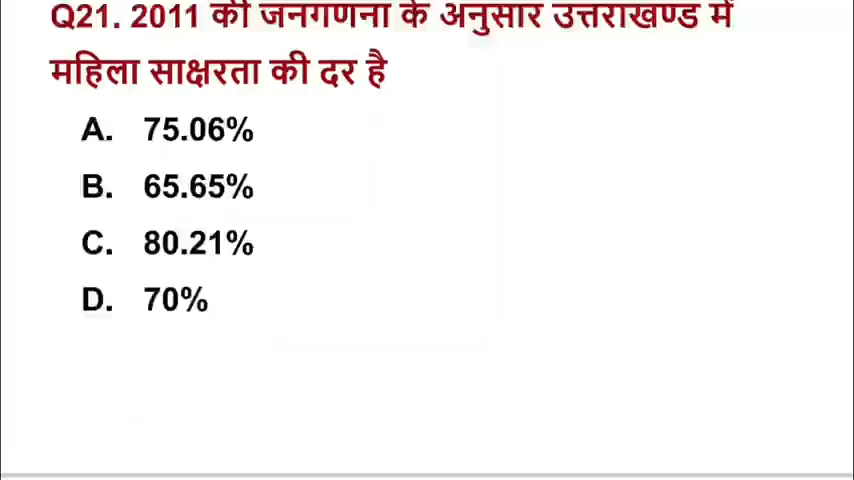 Q21. 2011 की जनगणना के अनुसार उत्तराखण्ड में
महिला साक्षरता की दर है
A. 75.06%
B. 65.65%
C. 80.21%
D. 70%